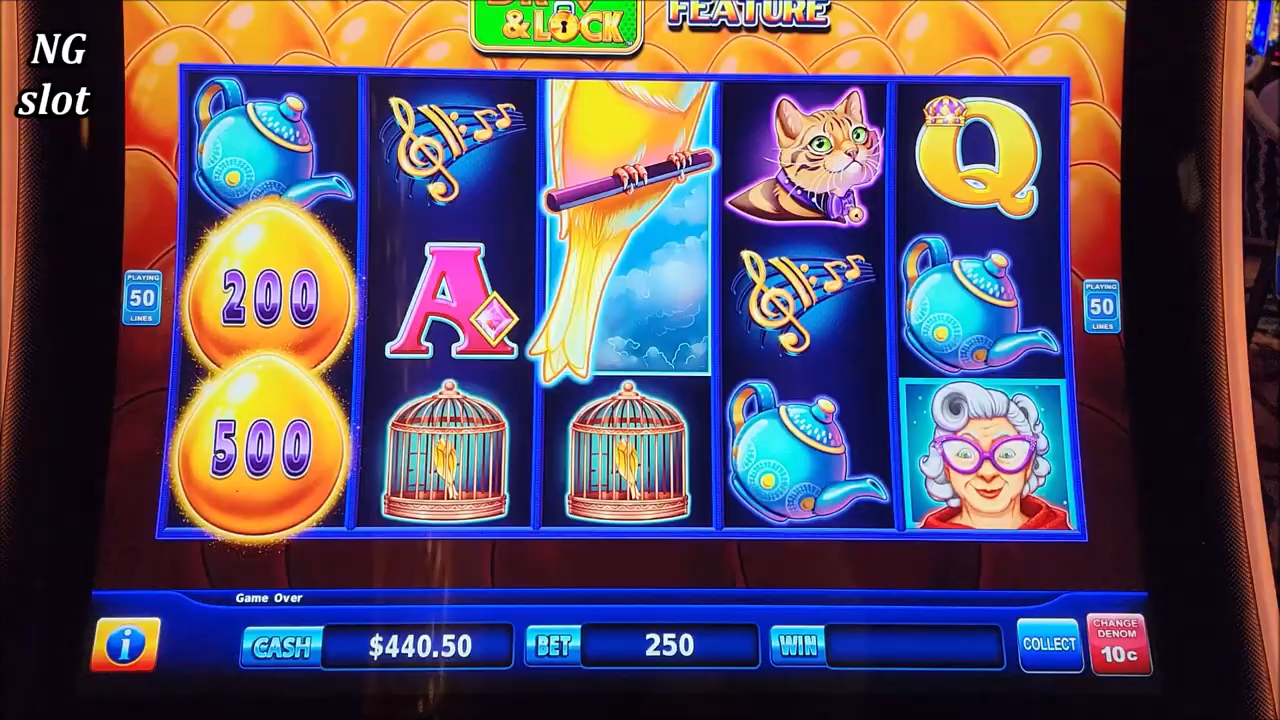 NG
slot
& LOCK
FEATURE
Q
PLAYING
50
LINES
200
A
PLAYING
50
LINES
500
Game Over
i
CASH
$440.50
BET
250
WIN
COLLECT
CHANGE
DENOM
10¢